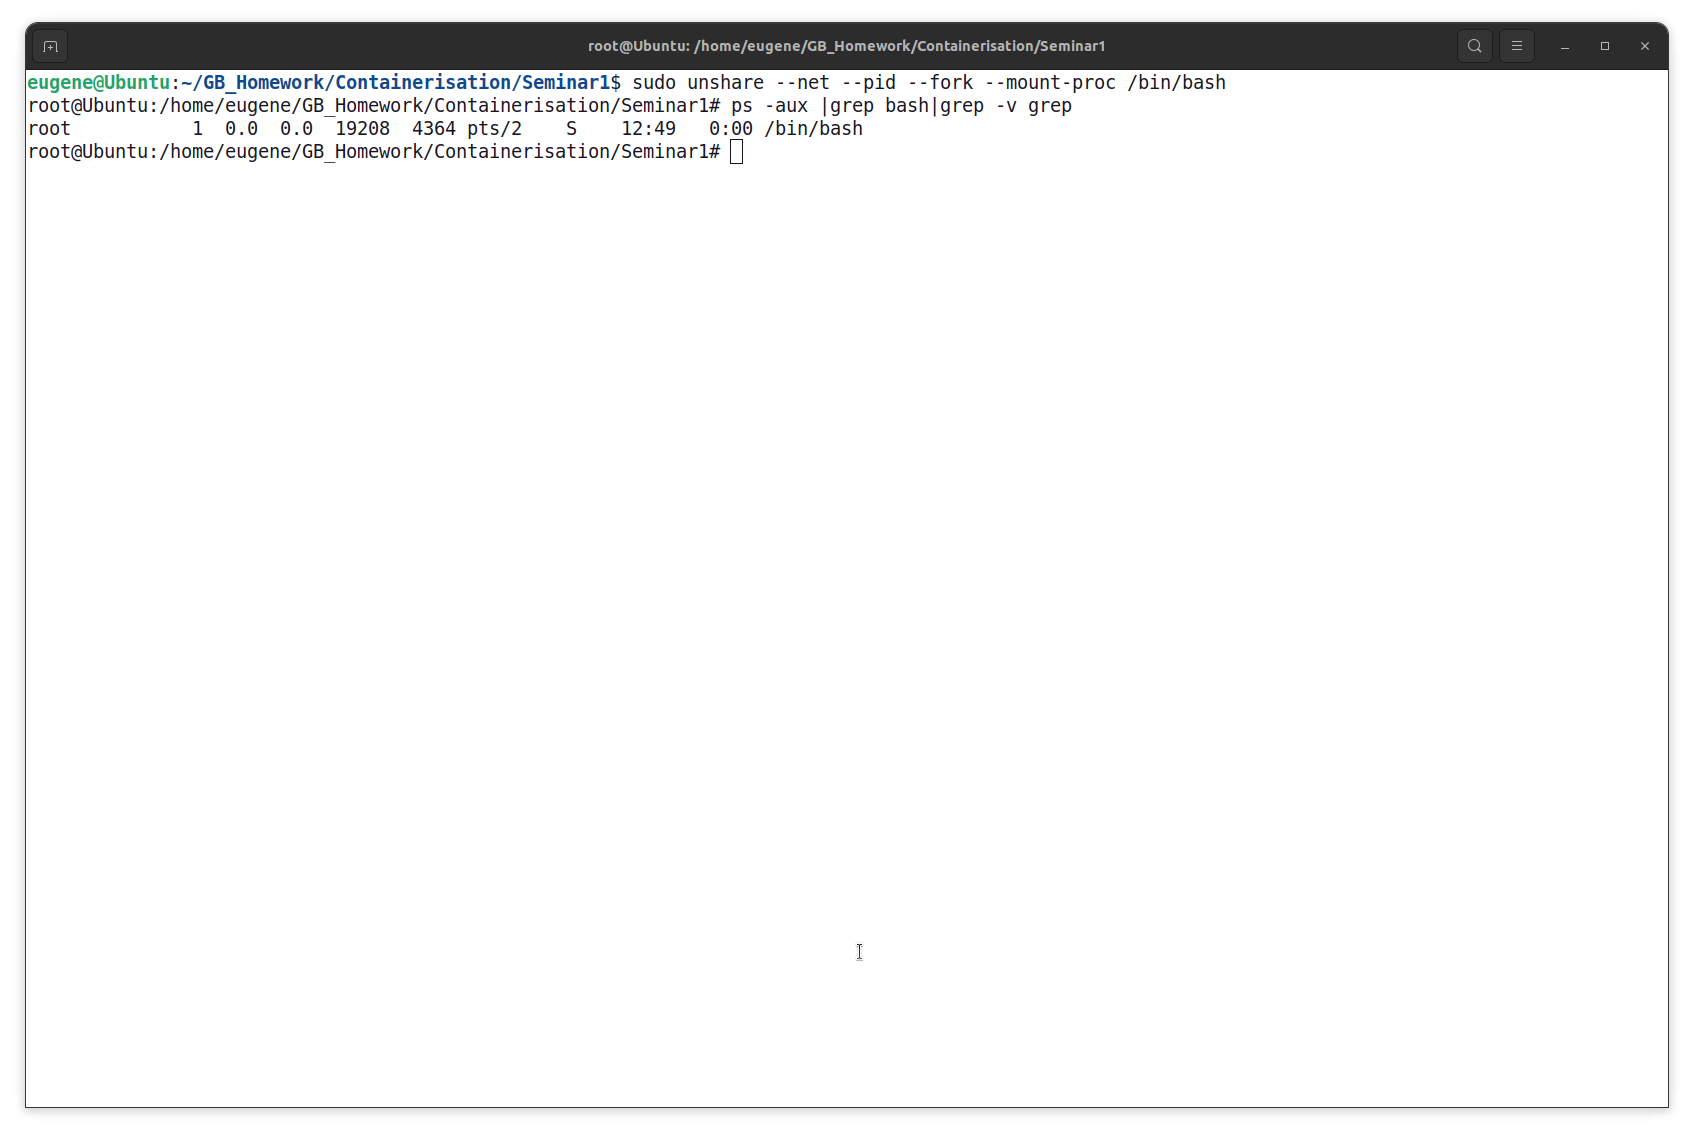 root@Ubuntu: /home/eugene/GB_Homework/Containerisation/Seminar1
eugene@Ubuntu:~/GB_Homework/Containerisation/Seminar1$ sudo unshare --net --pid --fork --mount-proc /bin/bash
root@Ubuntu:/home/eugene/GB_Homework/Containerisation/Seminar1# ps -aux |grep bash|grep -v grep
root           1  0.0  0.0  19208  4364 pts/2    S    12:49   0:00 /bin/bash
root@Ubuntu:/home/eugene/GB_Homework/Containerisation/Seminar1#